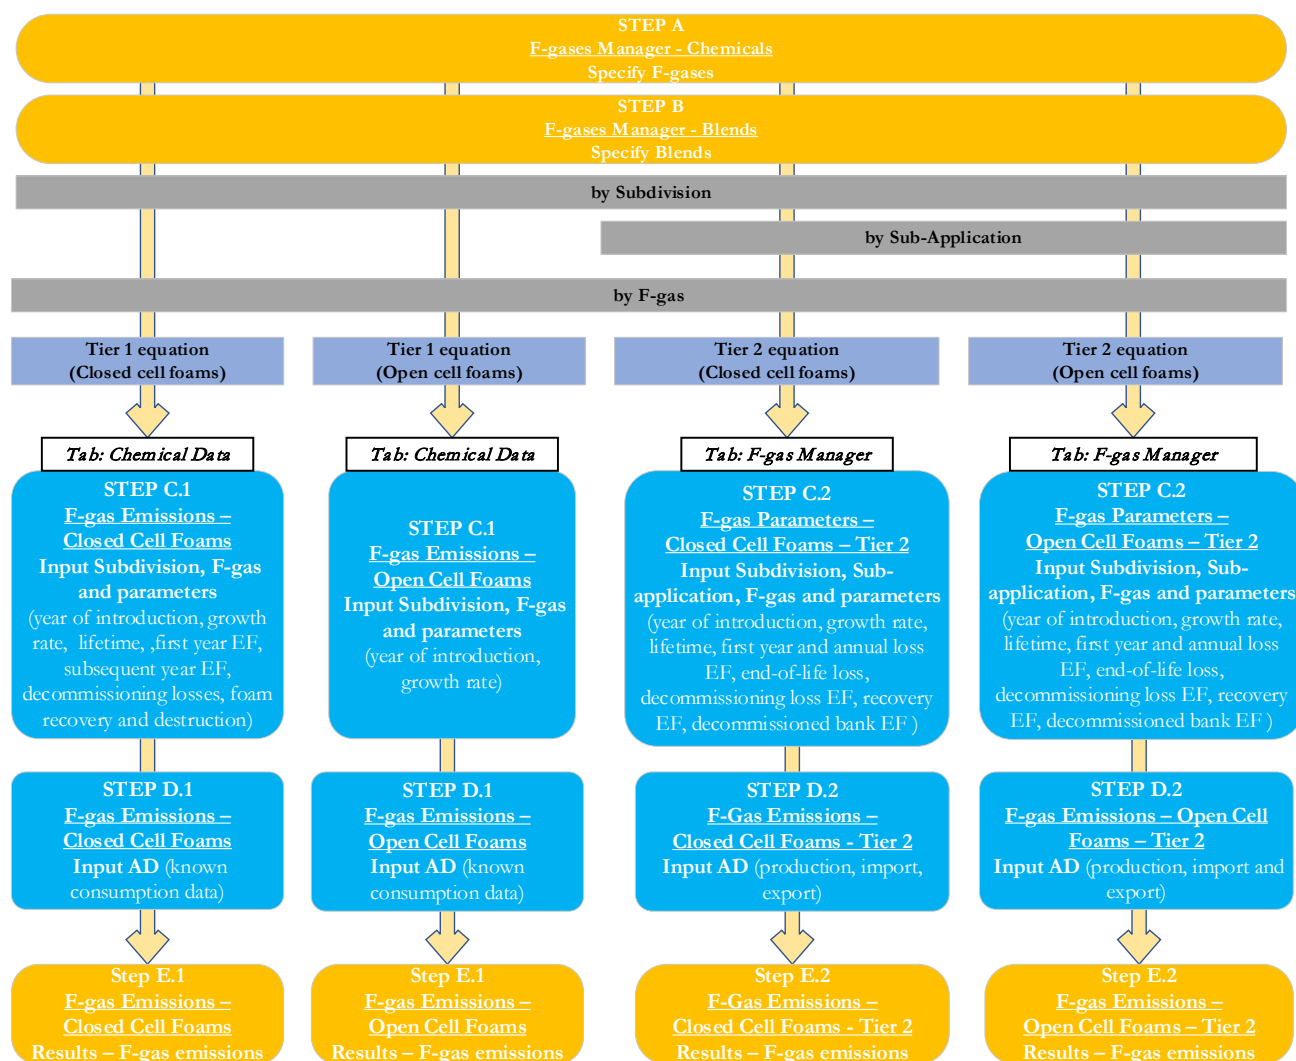 STEP A
F-gases Manager - Chemicals
Specify F-gases
STEP B
F-gases Manager - Blends
Specify Blends
by Subdivision
by Sub-Application
by F-gas
Tier 1 equation
(Closed cell foams)
Tier 1 equation
(Open cell foams)
Tier 2 equation
(Closed cell foams)
Tier 2 equation
(Open cell foams)
Tab: Chemical Data
Tab: Chemical Data
Tab: F-gas Manager
Tab: F-gas Manager
STEP C.1
F-gas Emissions –
Closed Cell Foams
Input Subdivision, F-gas
and parameters
(year of introduction, growth
rate, lifetime, ,first year EF,
subsequent year EF,
decommissioning losses, foam
recovery and destruction)
STEP C.1
F-gas Emissions –
Open Cell Foams
Input Subdivision, F-gas
and parameters
(year of introduction,
growth rate)
STEP C.2
F-gas Parameters –
Closed Cell Foams – Tier 2
Input Subdivision, Sub-
application, F-gas and parameters
(year of introduction, growth rate,
lifetime, first year and annual loss
EF, end-of-life loss,
decommissioning loss EF, recovery
EF, decommissioned bank EF )
STEP C.2
F-gas Parameters –
Open Cell Foams – Tier 2
Input Subdivision, Sub-
application, F-gas and parameters
(year of introduction, growth rate,
lifetime, first year and annual loss
EF, end-of-life loss,
decommissioning loss EF, recovery
EF, decommissioned bank EF )
STEP D.1
F-gas Emissions –
Closed Cell Foams
Input AD (known
consumption data)
STEP D.1
F-gas Emissions –
Open Cell Foams
Input AD (known
consumption data)
STEP D.2
F-Gas Emissions –
Closed Cell Foams - Tier 2
Input AD (production, import,
export)
STEP D.2
F-gas Emissions – Open Cell
Foams – Tier 2
Input AD (production, import and
export)
Step E.1
F-gas Emissions –
Closed Cell Foams
Results – F-gas emissions
Step E.1
F-gas Emissions –
Open Cell Foams
Results – F-gas emissions
Step E.2
F-Gas Emissions –
Closed Cell Foams - Tier 2
Results – F-gas emissions
Step E.2
F-gas Emissions –
Open Cell Foams – Tier 2
Results – F-gas emissions